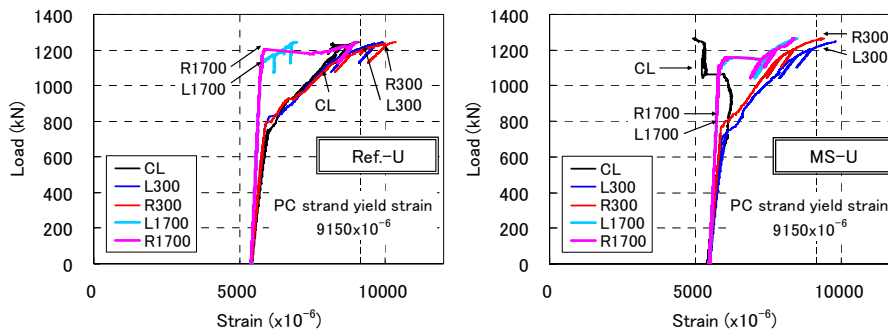 1400
1200
1000
800
600
400
200
0
Load (kN)
R1700
L1700
CL
R300
L300
Ref.-U
CL
L300
R300
L1700
R1700
PC strand yield strain
9150x10⁻⁶
0
5000
10000
Strain (x10⁻⁶)
1400
1200
1000
800
600
400
200
0
Load (kN)
CL
R1700
L1700
R300
L300
MS-U
CL
L300
R300
L1700
R1700
PC strand yield strain
9150x10⁻⁶
0
5000
10000
Strain (x10⁻⁶)